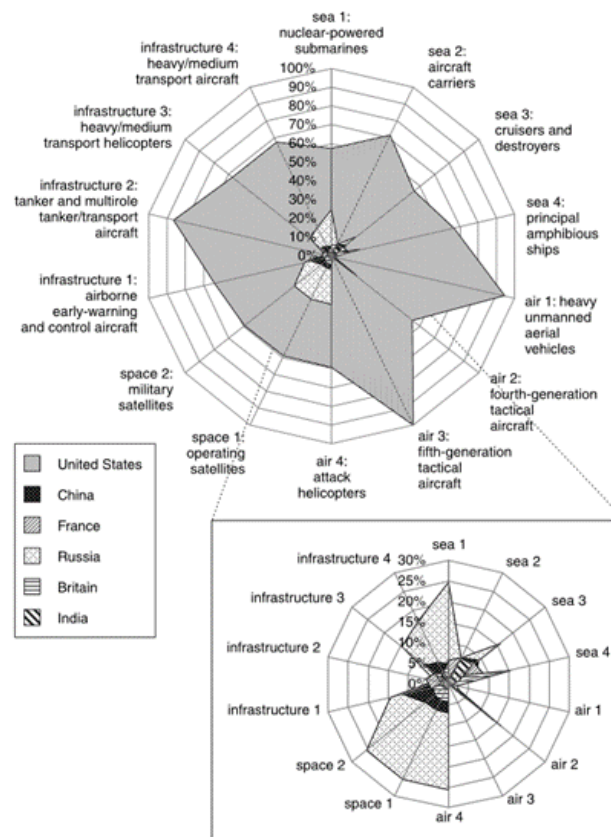 sea 1:
nuclear-powered
submarines
infrastructure 4:
heavy/medium
transport aircraft
sea 2:
aircraft
carriers
infrastructure 3:
heavy/medium
transport helicopters
sea 3:
cruisers and
destroyers
infrastructure 2:
tanker and multirole
tanker/transport
aircraft
sea 4:
principal
amphibious
ships
infrastructure 1:
airborne
early-warning
and control aircraft
air 1: heavy
unmanned
aerial
vehicles
space 2:
military
satellites
air 2:
fourth-generation
tactical
aircraft
space 1:
operating
satellites
air 4:
attack
helicopters
air 3:
fifth-generation
tactical
aircraft
100%
90%
80%
70%
60%
50%
40%
30%
20%
10%
0%
United States
China
France
Russia
Britain
India
sea 1
infrastructure 4
sea 2
infrastructure 3
sea 3
infrastructure 2
sea 4
infrastructure 1
air 1
space 2
air 2
space 1
air 3
air 4
30%
25%
20%
15%
10%
5%
0%